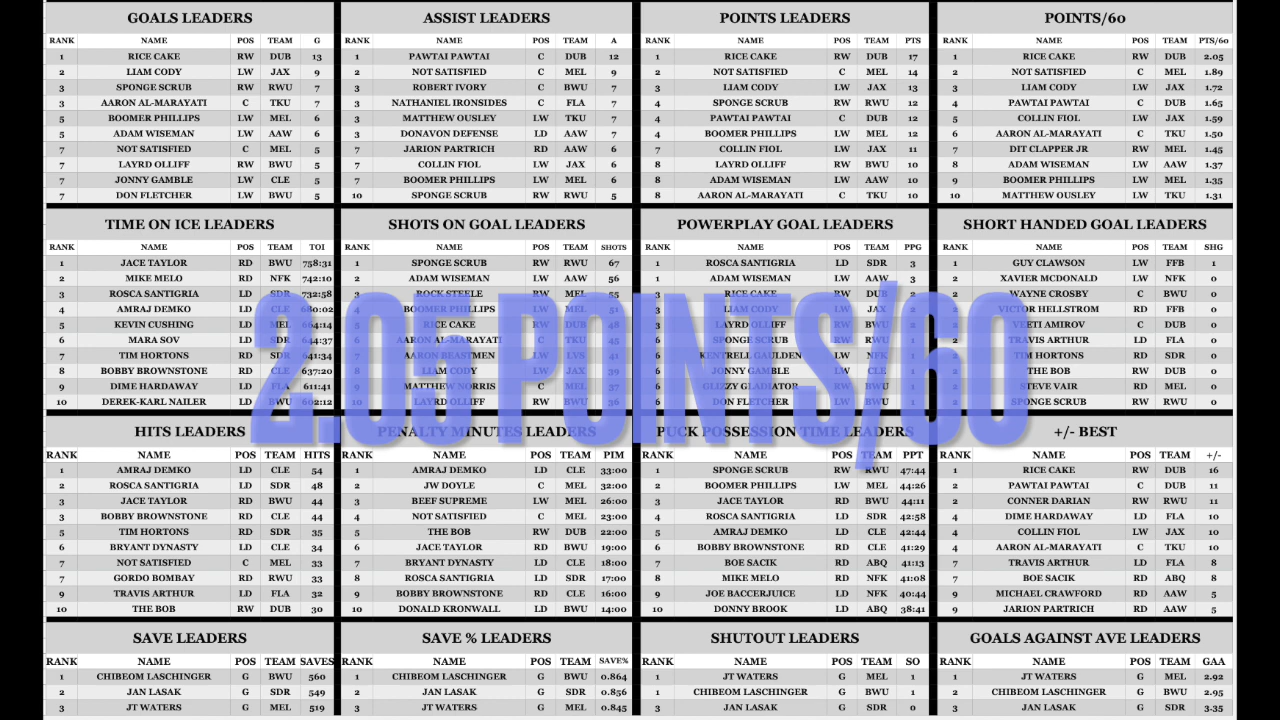 GOALS LEADERS
RANK NAME POS TEAM G
1 RICE CAKE RW DUB 13
2 LIAM CODY LW JAX 9
3 SPONGE SCRUB RW RWU 7
3 AARON AL-MARAYATI C TKU 7
5 BOOMER PHILLIPS LW MEL 6
5 ADAM WISEMAN LW AAW 6
7 NOT SATISFIED C MEL 5
7 LAYRD OLLIFF RW BWU 5
7 JONNY GAMBLE LW CLE 5
7 DON FLETCHER LW BWU 5
ASSIST LEADERS
RANK NAME POS TEAM A
1 PAWTAI PAWTAI C DUB 12
2 NOT SATISFIED C MEL 9
3 ROBERT IVORY C BWU 7
3 NATHANIEL IRONSIDES C FLA 7
3 MATTHEW OUSLEY LW TKU 7
3 DONAVON DEFENSE LD AAW 7
7 JARION PARTRICH RD AAW 6
7 COLLIN FIOL LW JAX 6
7 BOOMER PHILLIPS LW MEL 6
10 SPONGE SCRUB RW RWU 5
POINTS LEADERS
RANK NAME POS TEAM PTS
1 RICE CAKE RW DUB 17
2 NOT SATISFIED C MEL 14
3 LIAM CODY LW JAX 13
4 SPONGE SCRUB RW RWU 12
4 PAWTAI PAWTAI C DUB 12
4 BOOMER PHILLIPS LW MEL 12
7 COLLIN FIOL LW JAX 11
8 LAYRD OLLIFF RW BWU 10
8 ADAM WISEMAN LW AAW 10
8 AARON AL-MARAYATI C TKU 10
POINTS/60
RANK NAME POS TEAM PTS/60
1 RICE CAKE RW DUB 2.05
2 NOT SATISFIED C MEL 1.89
3 LIAM CODY LW JAX 1.72
4 PAWTAI PAWTAI C DUB 1.65
5 COLLIN FIOL LW JAX 1.59
6 AARON AL-MARAYATI C TKU 1.50
7 DIT CLAPPER JR RW MEL 1.45
8 ADAM WISEMAN LW AAW 1.37
9 BOOMER PHILLIPS LW MEL 1.35
10 MATTHEW OUSLEY LW TKU 1.31
TIME ON ICE LEADERS
RANK NAME POS TEAM TOI
1 JACE TAYLOR RD BWU 758:31
2 MIKE MELO RD NFK 742:10
3 ROSCA SANTIGRIA LD SDR 732:58
4 AMRAJ DEMKO LD CLE 680:02
5 KEVIN CUSHING LD MEL 664:14
6 MARA SOV LD SDR 644:37
7 TIM HORTONS RD SDR 641:34
8 BOBBY BROWNSTONE RD CLE 637:20
9 DIME HARDAWAY LD FLA 611:41
10 DEREK-KARL NAILER LD BWU 602:12
SHOTS ON GOAL LEADERS
RANK NAME POS TEAM SHOTS
1 SPONGE SCRUB RW RWU 67
2 ADAM WISEMAN LW AAW 56
3 ROCK STEELE RW MEL 55
4 BOOMER PHILLIPS LW MEL 51
5 RICE CAKE RW DUB 48
6 AARON AL-MARAYATI C TKU 45
7 AARON BEASTMEN LW LVS 41
8 LIAM CODY LW JAX 39
9 MATTHEW NORRIS C MEL 37
10 LAYRD OLLIFF RW BWU 36
POWERPLAY GOAL LEADERS
RANK NAME POS TEAM PPG
1 ROSCA SANTIGRIA LD SDR 3
1 ADAM WISEMAN LW AAW 3
3 RICE CAKE RW DUB 2
3 LIAM CODY LW JAX 2
3 LAYRD OLLIFF RW BWU 2
6 SPONGE SCRUB RW RWU 1
6 KENTRELL GAULDEN LW NFK 1
6 JONNY GAMBLE LW CLE 1
6 GLIZZY GLADIATOR RW BWU 1
6 DON FLETCHER LW BWU 1
SHORT HANDED GOAL LEADERS
RANK NAME POS TEAM SHG
1 GUY CLAWSON LW FFB 1
2 XAVIER MCDONALD LW NFK 0
2 WAYNE CROSBY C BWU 0
2 VICTOR HELLSTROM RD FFB 0
2 VEETI AMIROV C DUB 0
2 TRAVIS ARTHUR LD FLA 0
2 TIM HORTONS RD SDR 0
2 THE BOB RW DUB 0
2 STEVE VAIR RD MEL 0
2 SPONGE SCRUB RW RWU 0
2.05 POINTS/60
HITS LEADERS
RANK NAME POS TEAM HITS
1 AMRAJ DEMKO LD CLE 54
2 ROSCA SANTIGRIA LD SDR 48
3 JACE TAYLOR RD BWU 44
3 BOBBY BROWNSTONE RD CLE 44
5 TIM HORTONS RD SDR 35
6 BRYANT DYNASTY LD CLE 34
7 NOT SATISFIED C MEL 33
7 GORDO BOMBAY RD RWU 33
9 TRAVIS ARTHUR LD FLA 32
10 THE BOB RW DUB 30
PENALTY MINUTES LEADERS
RANK NAME POS TEAM PIM
1 AMRAJ DEMKO LD CLE 33:00
2 JW DOYLE C MEL 32:00
3 BEEF SUPREME LW MEL 26:00
4 NOT SATISFIED C MEL 23:00
5 THE BOB RW DUB 22:00
6 JACE TAYLOR RD BWU 19:00
7 BRYANT DYNASTY LD CLE 18:00
8 ROSCA SANTIGRIA LD SDR 17:00
9 BOBBY BROWNSTONE RD CLE 16:00
10 DONALD KRONWALL LD BWU 14:00
PUCK POSSESSION TIME LEADERS
RANK NAME POS TEAM PPT
1 SPONGE SCRUB RW RWU 47:44
2 BOOMER PHILLIPS LW MEL 44:26
3 JACE TAYLOR RD BWU 44:11
4 ROSCA SANTIGRIA LD SDR 42:58
5 AMRAJ DEMKO LD CLE 42:44
6 BOBBY BROWNSTONE RD CLE 41:29
7 BOE SACIK RD ABQ 41:13
8 MIKE MELO RD NFK 41:08
9 JOE BACCERJUICE LD NFK 40:44
10 DONNY BROOK LD ABQ 38:41
+/- BEST
RANK NAME POS TEAM +/-
1 RICE CAKE RW DUB 16
2 PAWTAI PAWTAI C DUB 11
2 CONNER DARIAN RW RWU 11
4 DIME HARDAWAY LD FLA 10
4 COLLIN FIOL LW JAX 10
4 AARON AL-MARAYATI C TKU 10
7 TRAVIS ARTHUR LD FLA 8
7 BOE SACIK RD ABQ 8
9 MICHAEL CRAWFORD RD AAW 5
9 JARION PARTRICH RD AAW 5
SAVE LEADERS
RANK NAME POS TEAM SAVES
1 CHIBEOM LASCHINGER G BWU 560
2 JAN LASAK G SDR 549
3 JT WATERS G MEL 519
SAVE % LEADERS
RANK NAME POS TEAM SAVE%
1 CHIBEOM LASCHINGER G BWU 0.864
2 JAN LASAK G SDR 0.856
3 JT WATERS G MEL 0.845
SHUTOUT LEADERS
RANK NAME POS TEAM SO
1 JT WATERS G MEL 1
1 CHIBEOM LASCHINGER G BWU 1
3 JAN LASAK G SDR 0
GOALS AGAINST AVE LEADERS
RANK NAME POS TEAM GAA
1 JT WATERS G MEL 2.92
2 CHIBEOM LASCHINGER G BWU 2.95
3 JAN LASAK G SDR 3.35